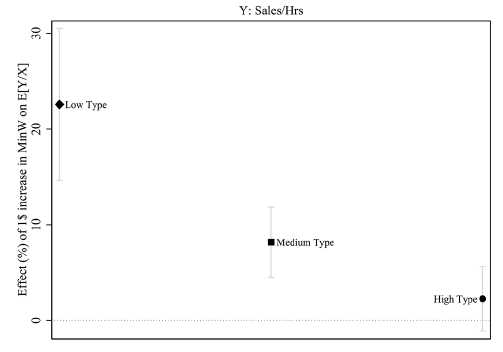 Y: Sales/Hrs
Effect (%) of 1$ increase in MinW on E[Y/X]
30
20
10
0
Low Type
Medium Type
High Type